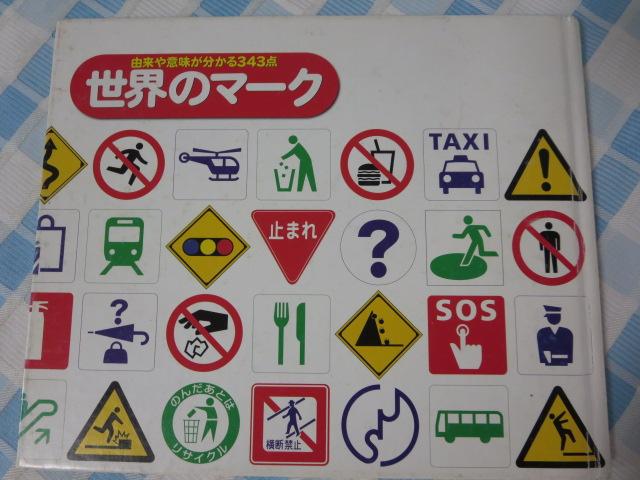 由来や意味が分かる343点
世界のマーク
TAXI
止まれ
?
SOS
?
のんだあとは
リサイクル
横断禁止